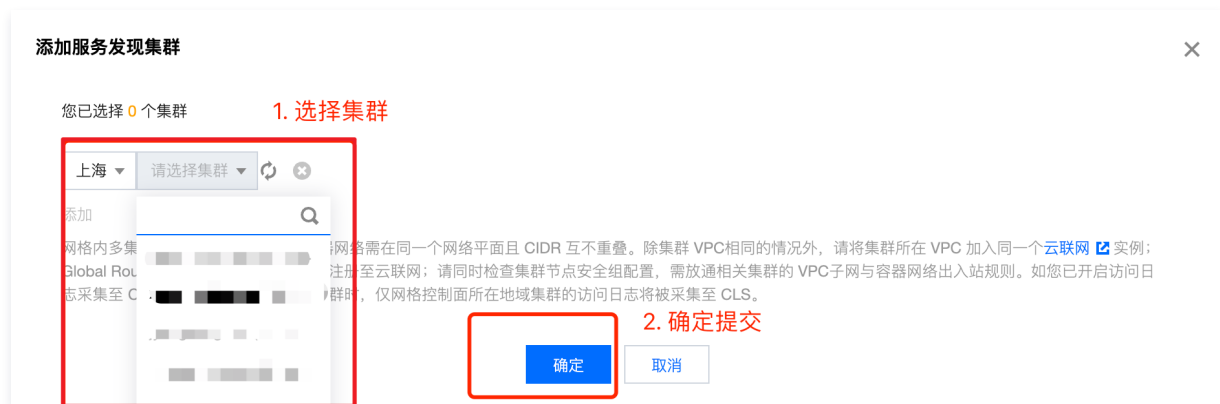 添加服务发现集群
您已选择 0 个集群
1. 选择集群
上海
请选择集群
添加
网格内多集 网络需在同一个网络平面且 CIDR 互不重叠。除集群 VPC相同的情况外，请将集群所在 VPC 加入同一个云联网 实例；
Global Rou 注册至云联网；请同时检查集群节点安全组配置，需放通相关集群的 VPC子网与容器网络出入站规则。如您已开启访问日
志采集至 C 群时，仅网格控制面所在地域集群的访问日志将被采集至 CLS。
2. 确定提交
确定
取消